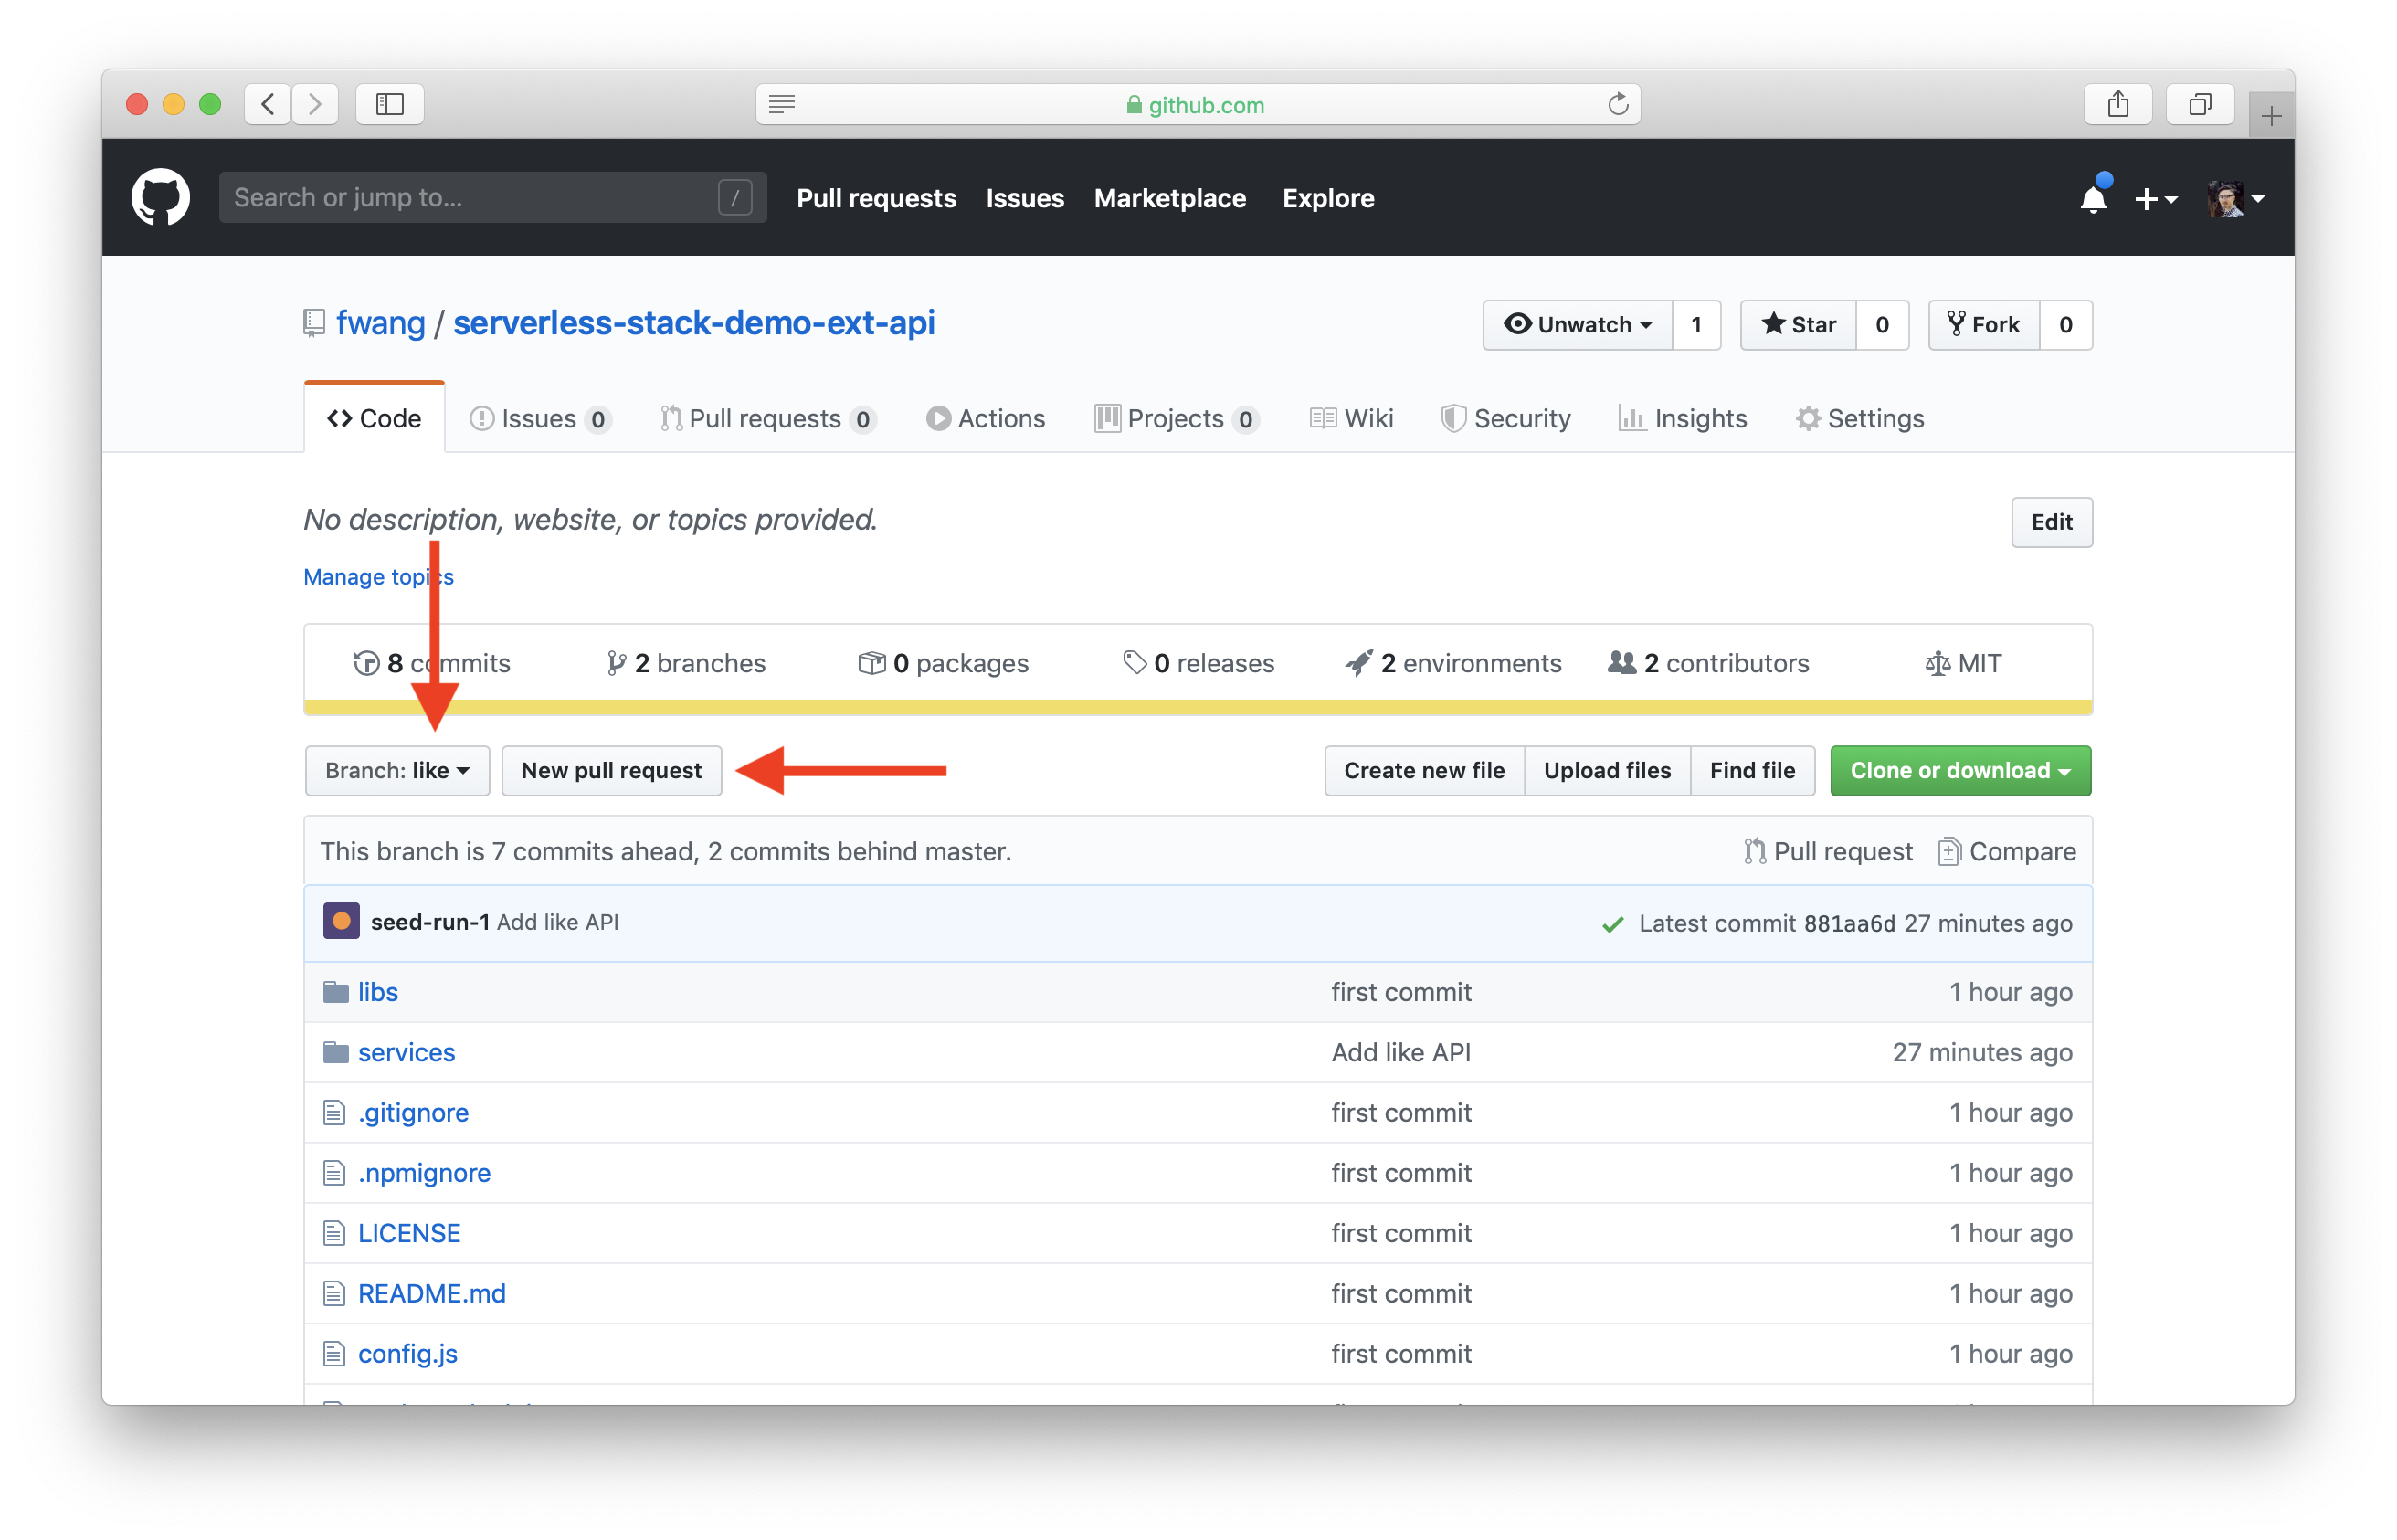 github.com
Search or jump to... /
Pull requests Issues Marketplace Explore
fwang / serverless-stack-demo-ext-api
Unwatch 1 Star 0 Fork 0
Code Issues 0 Pull requests 0 Actions Projects 0 Wiki Security Insights Settings
No description, website, or topics provided.
Edit
Manage topics
8 commits 2 branches 0 packages 0 releases 2 environments 2 contributors MIT
Branch: like New pull request Create new file Upload files Find file Clone or download
This branch is 7 commits ahead, 2 commits behind master. Pull request Compare
seed-run-1 Add like API Latest commit 881aa6d 27 minutes ago
libs first commit 1 hour ago
services Add like API 27 minutes ago
.gitignore first commit 1 hour ago
.npmignore first commit 1 hour ago
LICENSE first commit 1 hour ago
README.md first commit 1 hour ago
config.js first commit 1 hour ago